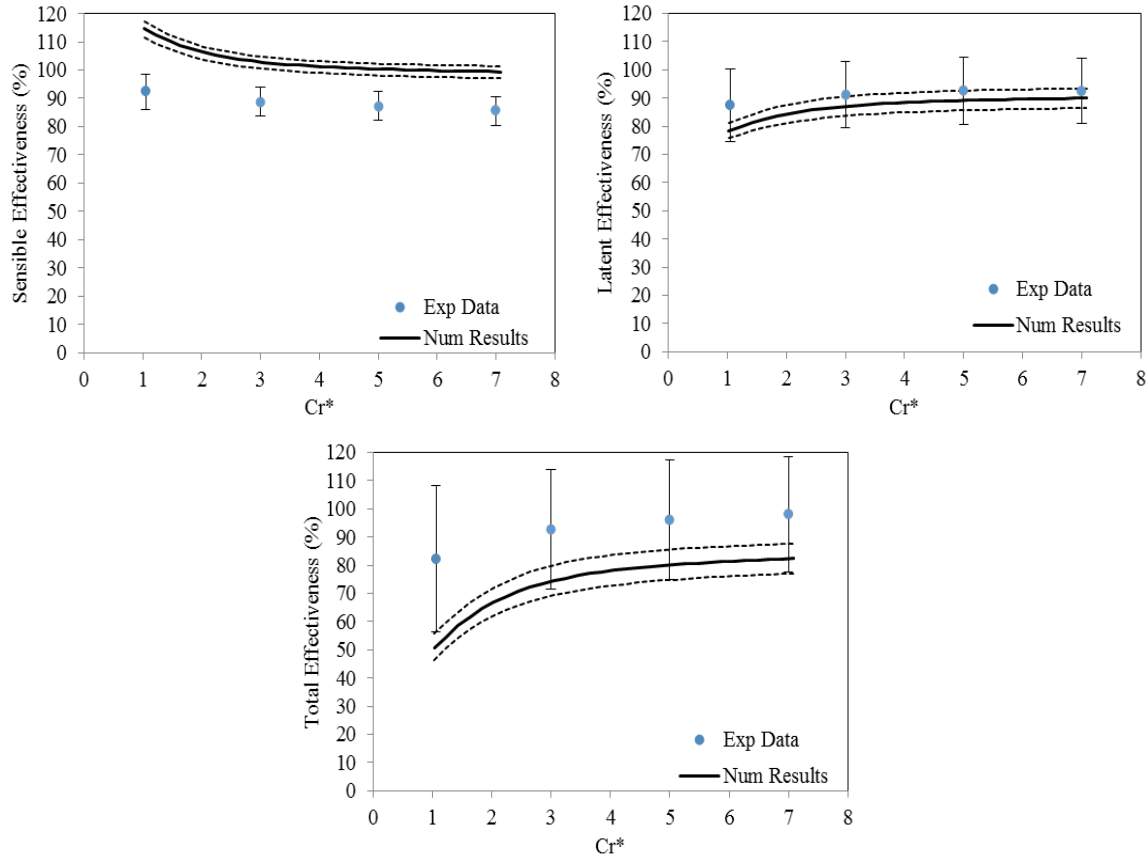 120
110
100
90
80
70
60
50
40
30
20
10
0
Sensible Effectiveness (%)
Exp Data
Num Results
0 1 2 3 4 5 6 7 8
Cr*
120
110
100
90
80
70
60
50
40
30
20
10
0
Latent Effectiveness (%)
Exp Data
Num Results
0 1 2 3 4 5 6 7 8
Cr*
120
110
100
90
80
70
60
50
40
30
20
10
0
Total Effectiveness (%)
Exp Data
Num Results
0 1 2 3 4 5 6 7 8
Cr*